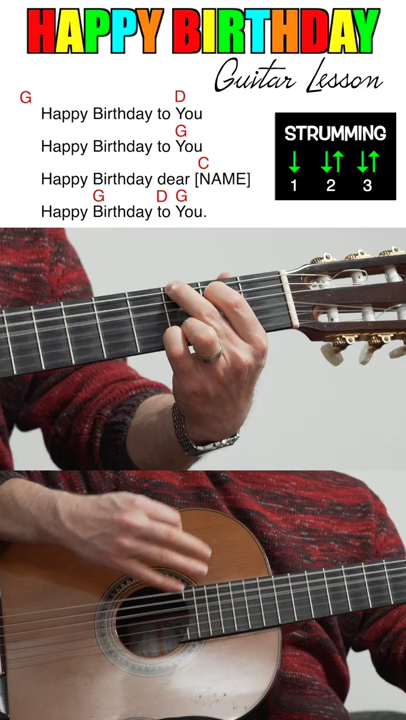 HAPPY BIRTHDAY
Guitar Lesson
G D
Happy Birthday to You
G
Happy Birthday to You
C
Happy Birthday dear [NAME]
G D G
Happy Birthday to You.
STRUMMING
↓ ↓↑ ↓↑
1 2 3